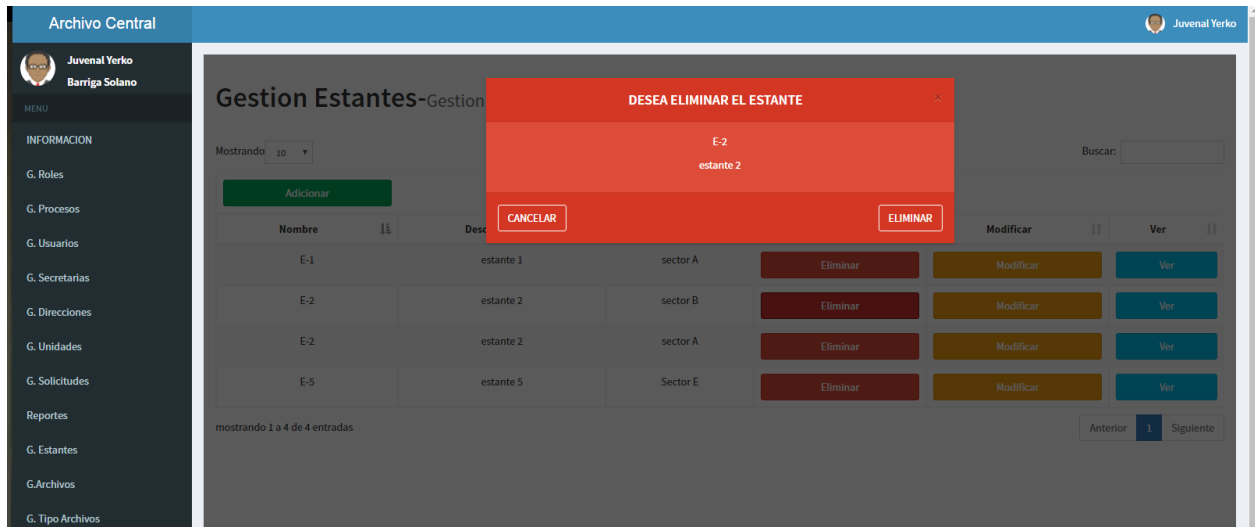 Archivo Central
Juvenal Yerko
Juvenal Yerko
Barriga Solano
MENU
INFORMACION
G. Roles
G. Procesos
G. Usuarios
G. Secretarias
G. Direcciones
G. Unidades
G. Solicitudes
Reportes
G. Estantes
G.Archivos
G. Tipo Archivos
Gestion Estantes-Gestion
DESEA ELIMINAR EL ESTANTE ×
E-2
estante 2
CANCELAR ELIMINAR
Mostrando 10 Buscar:
Adicionar
Nombre Desc Modificar Ver
E-1 estante 1 sector A Eliminar Modificar Ver
E-2 estante 2 sector B Eliminar Modificar Ver
E-2 estante 2 sector A Eliminar Modificar Ver
E-5 estante 5 Sector E Eliminar Modificar Ver
mostrando 1 a 4 de 4 entradas Anterior 1 Siguiente